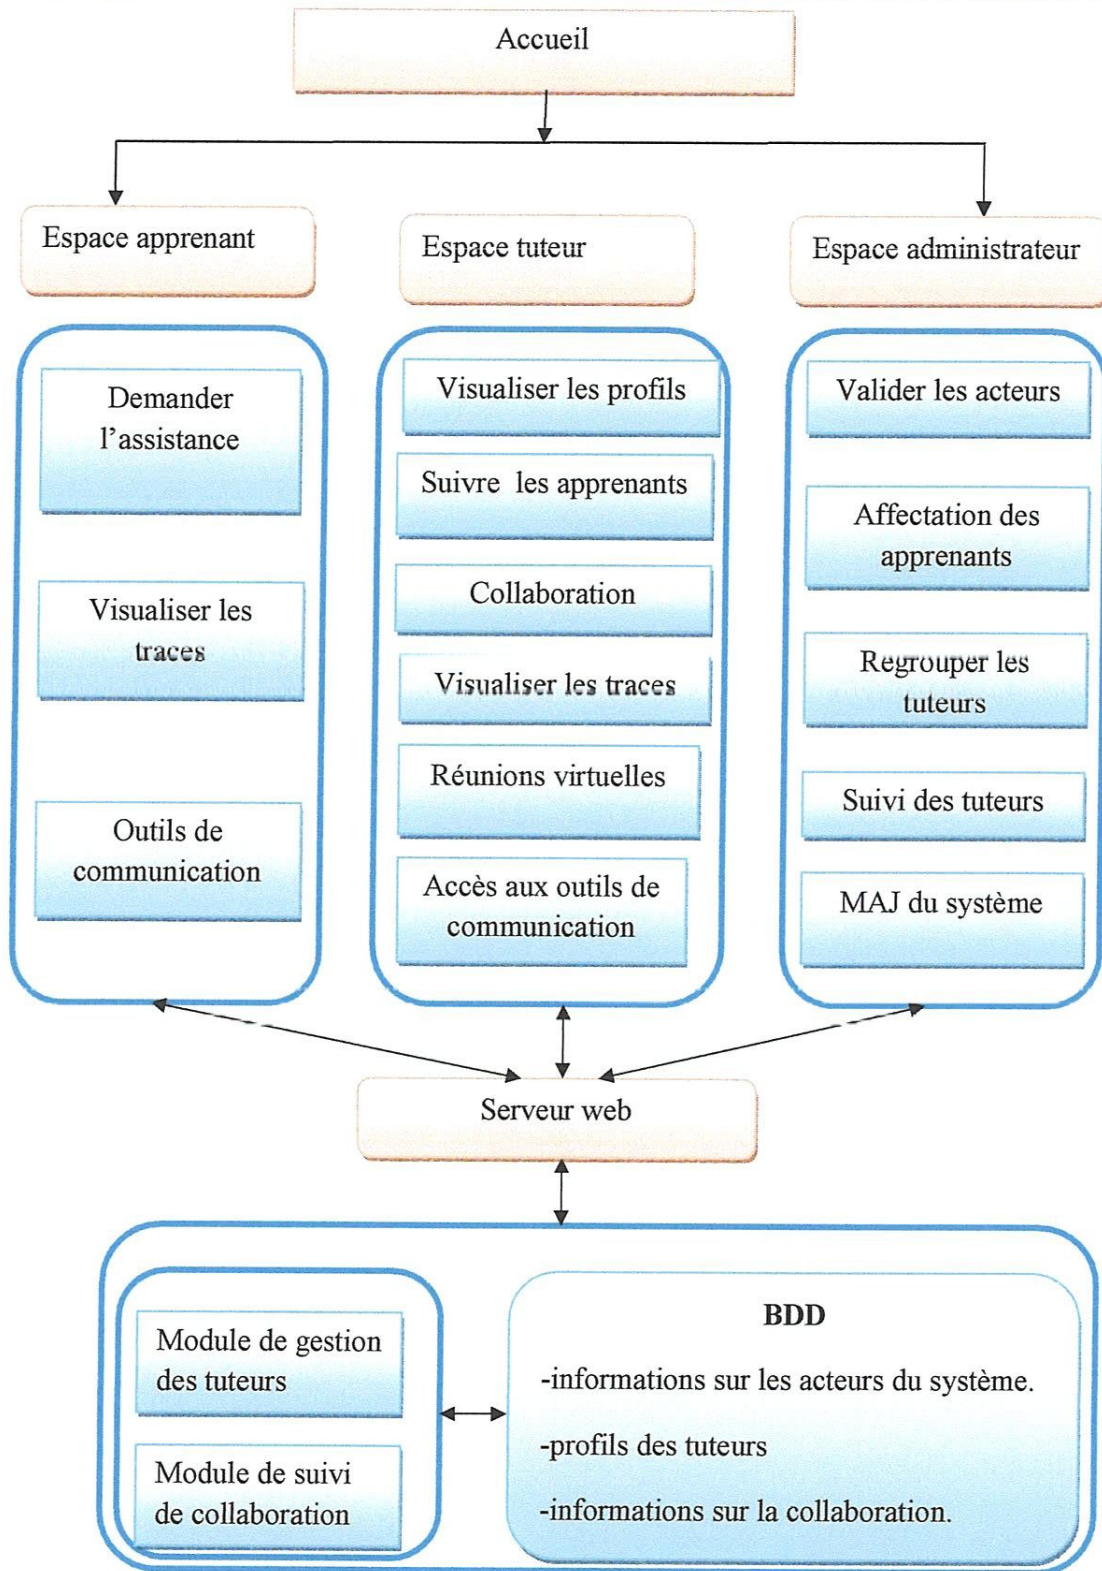 Accueil
Espace apprenant
Espace tuteur
Espace administrateur
Demander
l’assistance
Visualiser les
traces
Outils de
communication
Visualiser les profils
Suivre les apprenants
Collaboration
Visualiser les traces
Réunions virtuelles
Accès aux outils de
communication
Valider les acteurs
Affectation des
apprenants
Regrouper les
tuteurs
Suivi des tuteurs
MAJ du système
Serveur web
Module de gestion
des tuteurs
Module de suivi
de collaboration
BDD
-informations sur les acteurs du système.
-profils des tuteurs
-informations sur la collaboration.